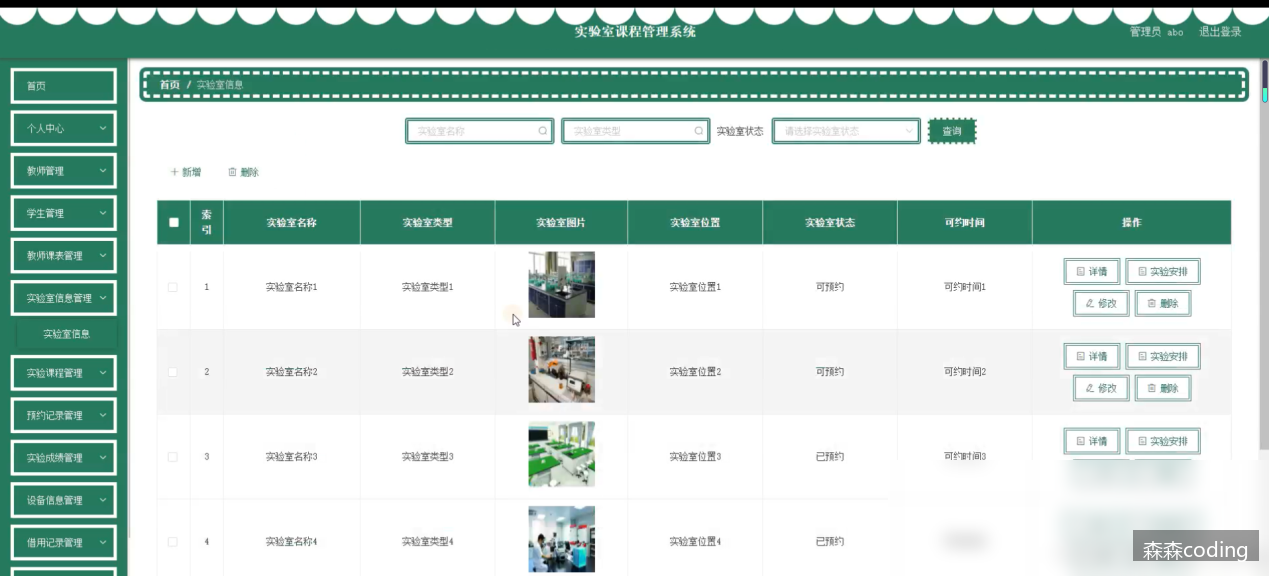 实验室课程管理系统
管理员 abo 退出登录
首页
个人中心
教师管理
学生管理
教师课表管理
实验室信息管理
实验室信息
实验课程管理
预约记录管理
实验成绩管理
设备信息管理
借用记录管理
首页 / 实验室信息
实验室名称 实验室类型 实验室状态 请选择实验室状态 查询
新增 删除
索引 实验室名称 实验室类型 实验室图片 实验室位置 实验室状态 可约时间 操作
1 实验室名称1 实验室类型1 实验室位置1 可预约 可约时间1 详情 实验安排
修改 删除
2 实验室名称2 实验室类型2 实验室位置2 可预约 可约时间2 详情 实验安排
修改 删除
3 实验室名称3 实验室类型3 实验室位置3 已预约 可约时间3 详情 实验安排
4 实验室名称4 实验室类型4 实验室位置4 已预约
森森coding